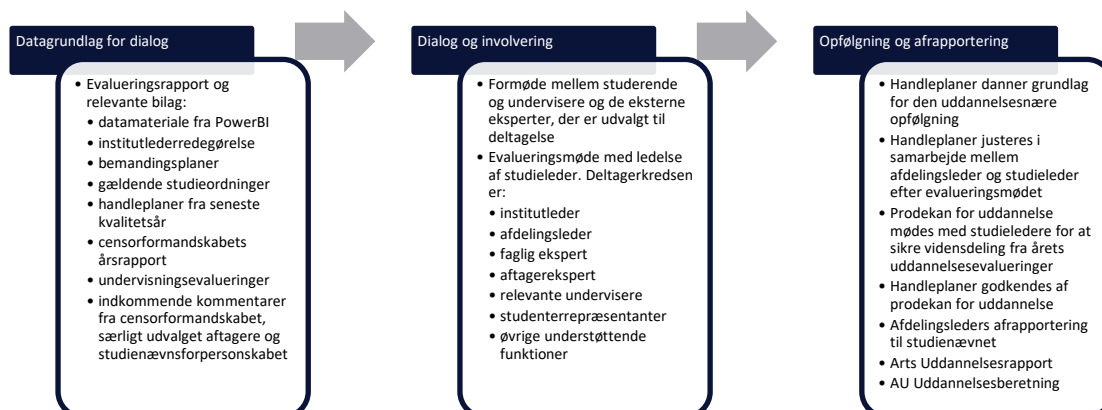 Datagrundlag for dialog
• Evalueringsrapport og
relevante bilag:
• datamateriale fra PowerBI
• institutlederredegørelse
• bemandingsplaner
• gældende studieordninger
• handleplaner fra seneste
kvalitetsår
• censorformandskabets
årsrapport
• undervisningsevalueringer
• indkommende kommentarer
fra censorformandskabet,
særligt udvalget aftagere og
studienævnsforpersonskabet
Dialog og involvering
• Formøde mellem studerende
og undervisere og de eksterne
eksperter, der er udvalgt til
deltagelse
• Evalueringsmøde med ledelse
af studieleder. Deltagerkredsen
er:
• institutleder
• afdelingsleder
• faglig ekspert
• aftagerekspert
• relevante undervisere
• studenterrepræsentanter
• øvrige understøttende
funktioner
Opfølgning og afrapportering
• Handleplaner danner grundlag
for den uddannelsesnære
opfølgning
• Handleplaner justeres i
samarbejde mellem
afdelingsleder og studieleder
efter evalueringsmødet
• Prodekan for uddannelse
mødes med studieledere for at
sikre vidensdeling fra årets
uddannelsesevalueringer
• Handleplaner godkendes af
prodekan for uddannelse
• Afdelingsleders afrapportering
til studienævnet
• Arts Uddannelsesrapport
• AU Uddannelsesberetning